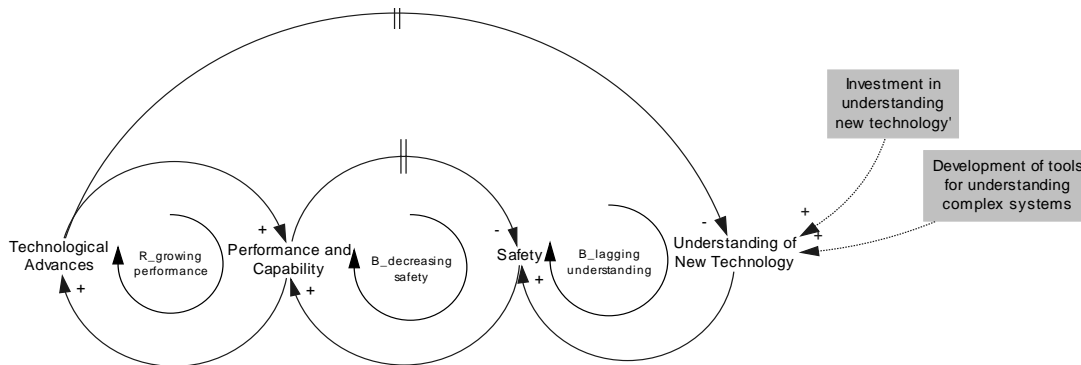 Investment in
understanding
new technology'
Development of tools
for understanding
complex systems
+
+
+
-
-
Technological
Advances
R_growing
performance
Performance and
Capability
B_decreasing
safety
Safety
B_lagging
understanding
Understanding of
New Technology
+
+
+